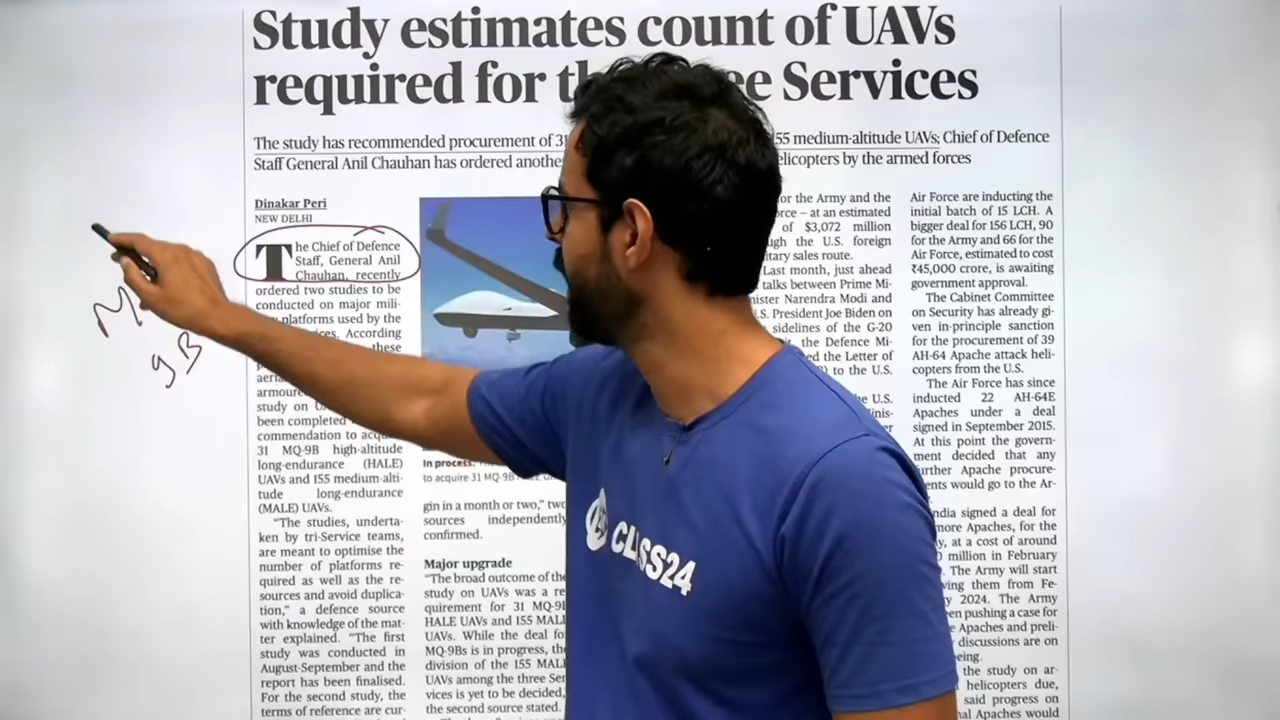 Study estimates count of UAVs
required for ee Services
The study has recommended procurement of 31 155 medium-altitude UAVs; Chief of Defence
Staff General Anil Chauhan has ordered elicopters by the armed forces
Dinakar Peri
NEW DELHI
The Chief of Defence
Staff, General Anil
Chauhan, recently
ordered two studies to be
conducted on major mili-
platforms used by the
According
these
armoure
study on
been completed
commendation to acqu
31 MQ-9B high-altitude
long-endurance (HALE)
UAVs and 155 medium-alti-
tude long-endurance
(MALE) UAVs.
"The studies, underta-
ken by tri-Service teams,
are meant to optimise the
number of platforms re-
quired as well as the re-
sources and avoid duplica-
tion," a defence source
with knowledge of the mat-
ter explained. "The first
study was conducted in
August-September and the
report has been finalised.
For the second study, the
terms of reference are cur-
In process:
to acquire 31 MQ-9B
gin in a month or two," two
sources independently
confirmed.
Major upgrade
"The broad outcome of the
study on UAVs was a re
quirement for 31 MQ-9
HALE UAVs and 155 MAL
UAVs. While the deal fo
MQ-9Bs is in progress, the
division of the 155 MAL
UAVs among the three Ser
vices is yet to be decided,
the second source stated.
or the Army and the
orce – at an estimated
of $3,072 million
ugh the U.S. foreign
itary sales route.
Last month, just ahead
talks between Prime Mi-
nister Narendra Modi and
U.S. President Joe Biden on
sidelines of the G-20
it, the Defence Mi-
ed the Letter of
to the U.S.
he U.S.
inis-
er
Air Force are inducting the
initial batch of 15 LCH. A
bigger deal for 156 LCH, 90
for the Army and 66 for the
Air Force, estimated to cost
₹45,000 crore, is awaiting
government approval.
The Cabinet Committee
on Security has already gi-
ven in-principle sanction
for the procurement of 39
AH-64 Apache attack heli-
copters from the U.S.
The Air Force has since
inducted 22 AH-64E
Apaches under a deal
signed in September 2015.
At this point the govern-
ment decided that any
urther Apache procure-
ents would go to the Ar-
ndia signed a deal for
more Apaches, for the
y, at a cost of around
million in February
. The Army will start
ving them from Fe-
y 2024. The Army
en pushing a case for
e Apaches and preli-
discussions are on
eing.
the study on ar-
helicopters due,
said progress on
nal Apaches would
M
9B
CLASS24